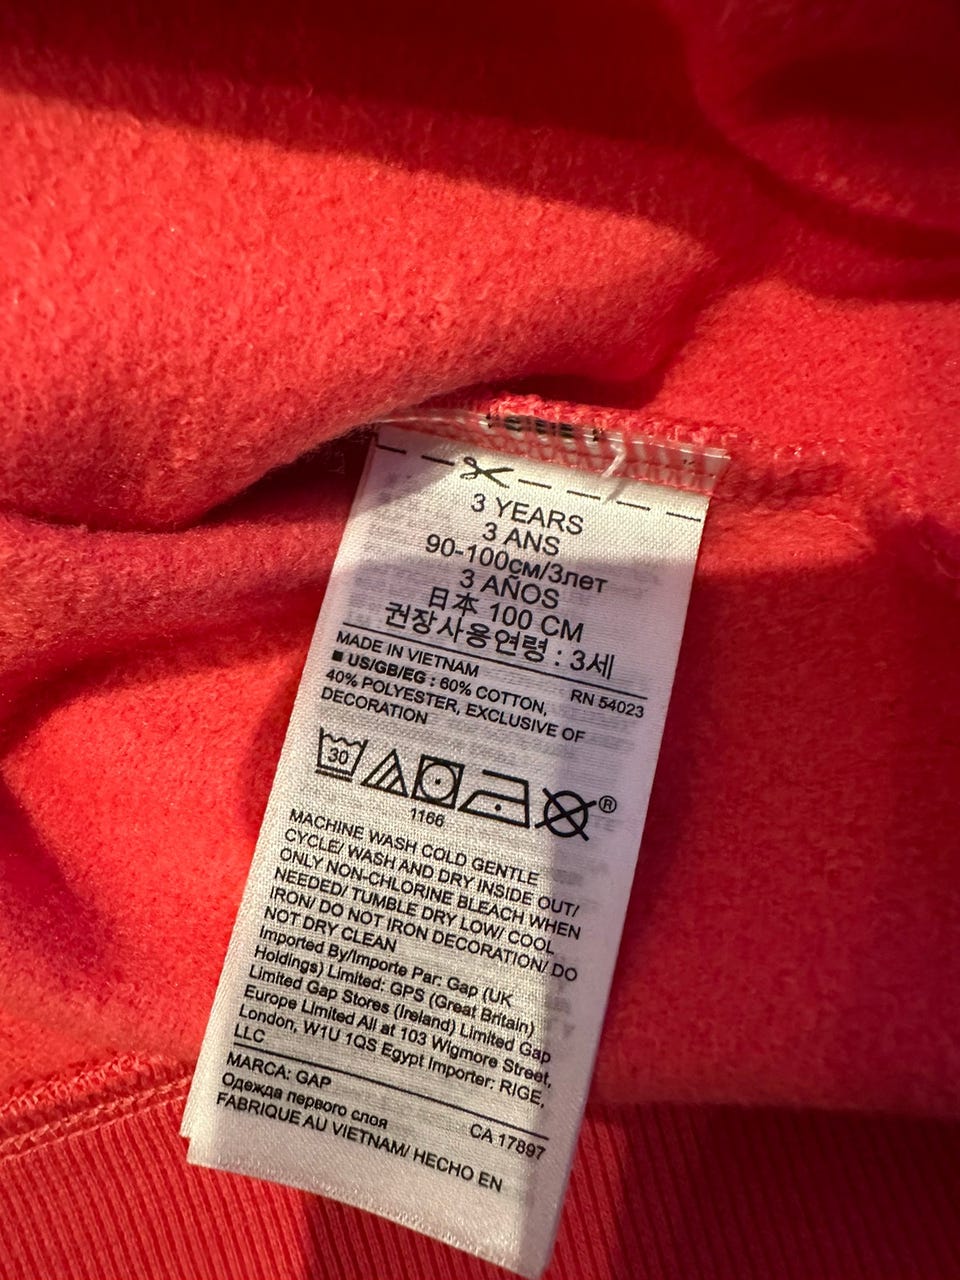 3 YEARS
3 ANS
90-100см/3лет
3 AÑOS
日本 100 CM
권장사용연령 : 3세
MADE IN VIETNAM
RN 54023
■ US/GB/EG : 60% COTTON,
40% POLYESTER, EXCLUSIVE OF
DECORATION
30
®
1166
MACHINE WASH COLD GENTLE
CYCLE/ WASH AND DRY INSIDE OUT/
ONLY NON-CHLORINE BLEACH WHEN
NEEDED/ TUMBLE DRY LOW/ COOL
IRON/ DO NOT IRON DECORATION/ DO
NOT DRY CLEAN
Imported By/Importe Par: Gap (UK
Holdings) Limited: GPS (Great Britain)
Limited Gap Stores (Ireland) Limited Gap
Europe Limited All at 103 Wigmore Street,
London, W1U 1QS Egypt Importer: RIGE,
LLC
MARCA: GAP
CA 17897
Одежда первого слоя
FABRIQUE AU VIETNAM/ HECHO EN